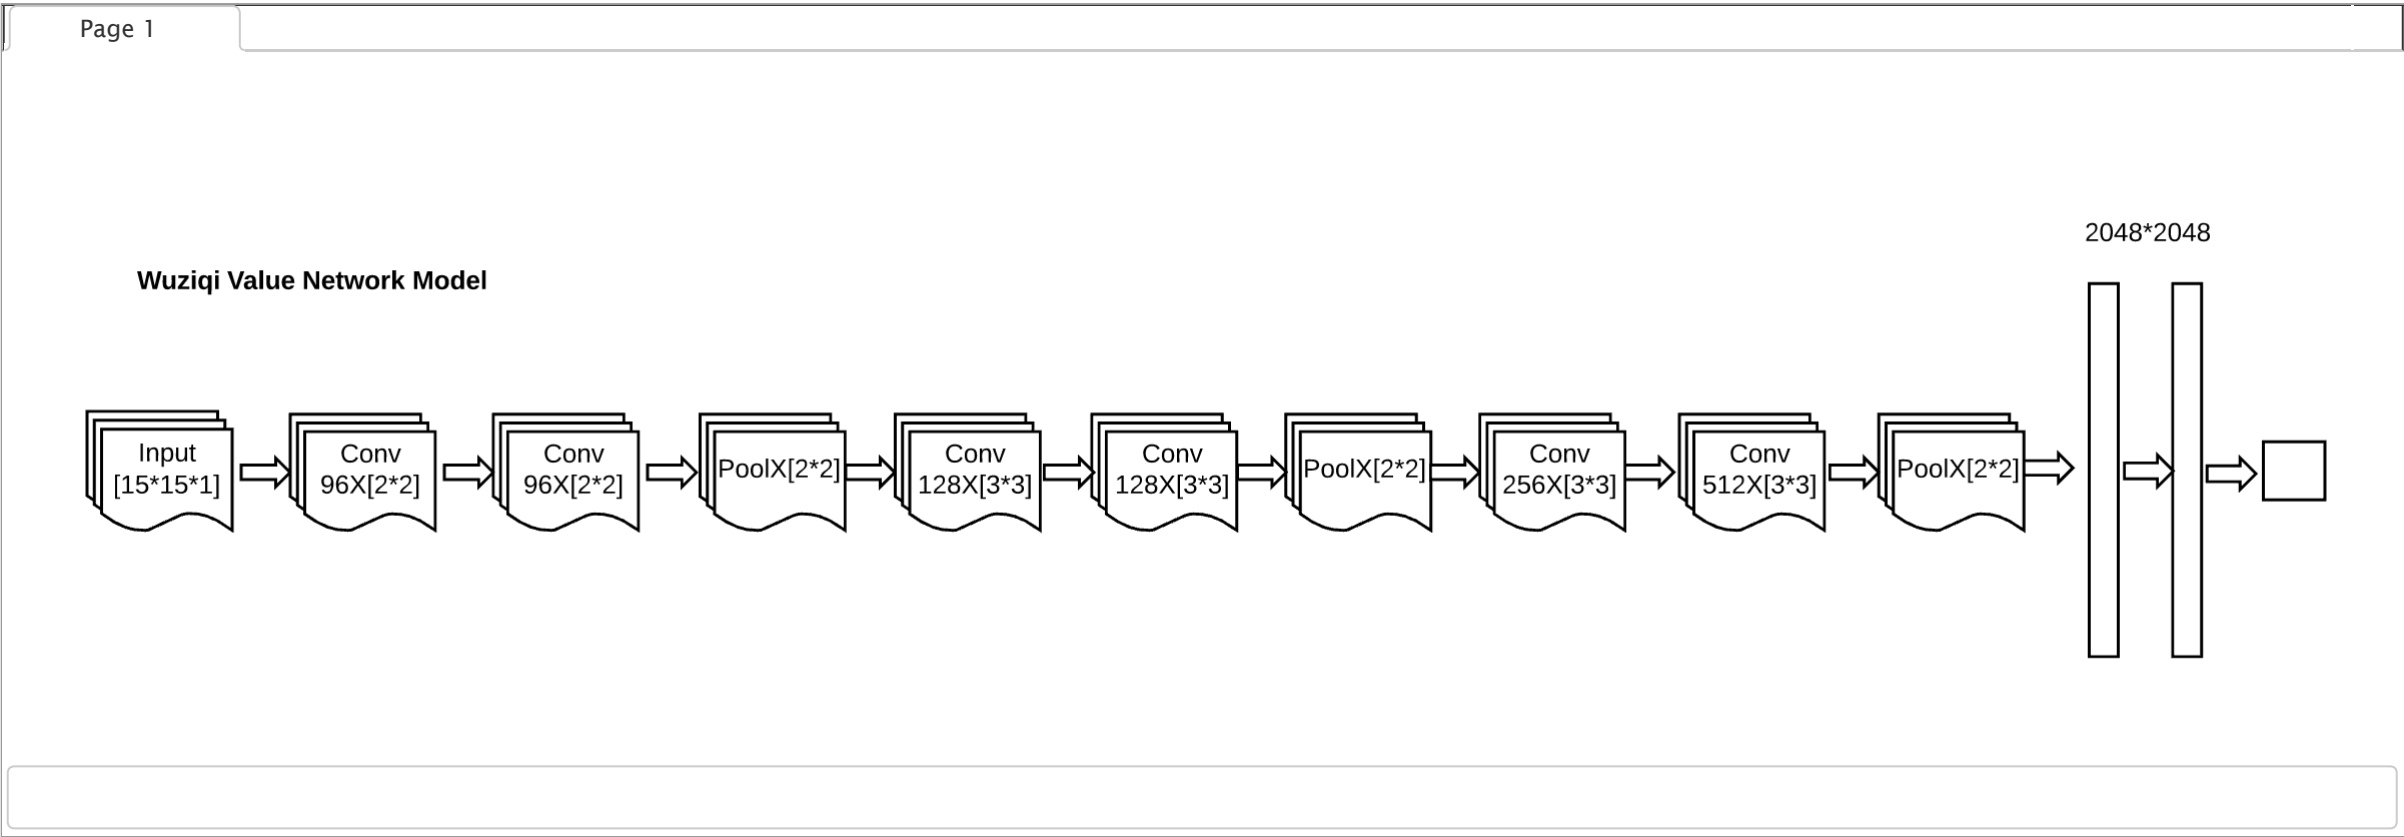 Page 1
2048*2048
Wuziqi Value Network Model
Input
[15*15*1]
Conv
96X[2*2]
Conv
96X[2*2]
PoolX[2*2]
Conv
128X[3*3]
Conv
128X[3*3]
PoolX[2*2]
Conv
256X[3*3]
Conv
512X[3*3]
PoolX[2*2]